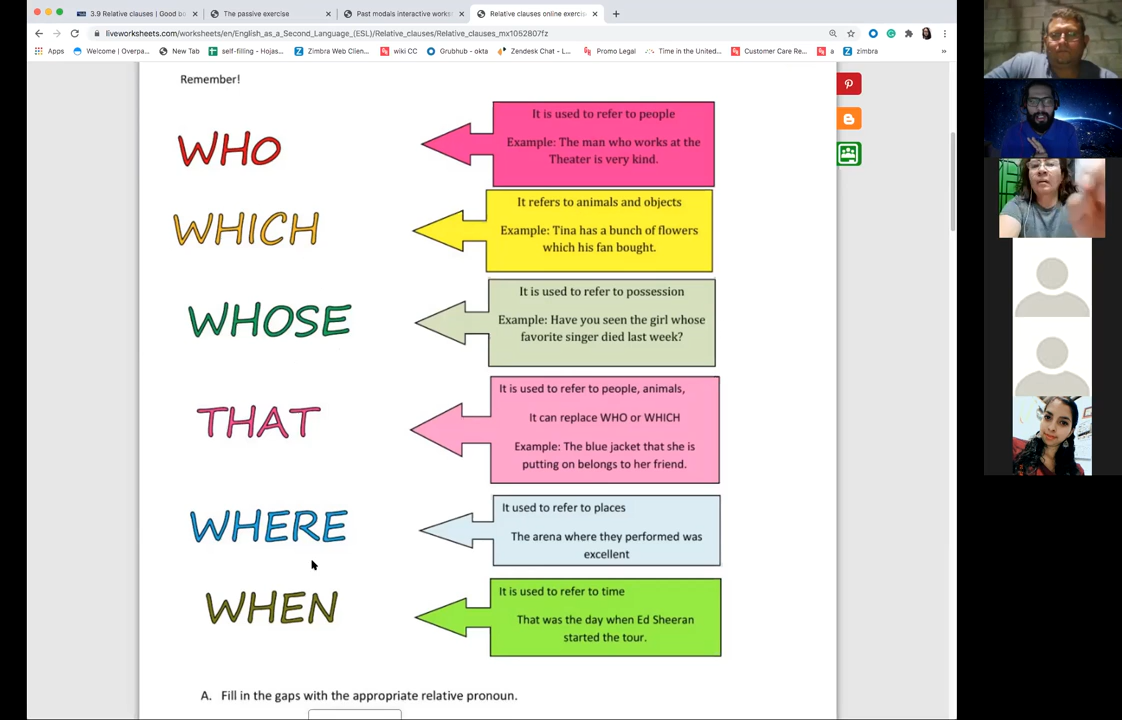 3.9 Relative clauses | Good b
The passive exercise
Past modals interactive works
Relative clauses online exerci
liveworksheets.com/worksheets/en/English_as_a_Second_Language_(ESL)/Relative_clauses/Relative_clauses_mx1052807fz
Apps
Welcome | Overpa...
New Tab
self-filling - Hojas...
Zimbra Web Clien...
wiki CC
Grubhub - okta
Zendesk Chat - L...
Promo Legal
Time in the United...
Customer Care Re...
a
zimbra
Remember!
WHO
It is used to refer to people
Example: The man who works at the
Theater is very kind.
WHICH
It refers to animals and objects
Example: Tina has a bunch of flowers
which his fan bought.
WHOSE
It is used to refer to possession
Example: Have you seen the girl whose
favorite singer died last week?
THAT
It is used to refer to people, animals,
It can replace WHO or WHICH
Example: The blue jacket that she is
putting on belongs to her friend.
WHERE
It used to refer to places
The arena where they performed was
excellent
WHEN
It is used to refer to time
That was the day when Ed Sheeran
started the tour.
A. Fill in the gaps with the appropriate relative pronoun.